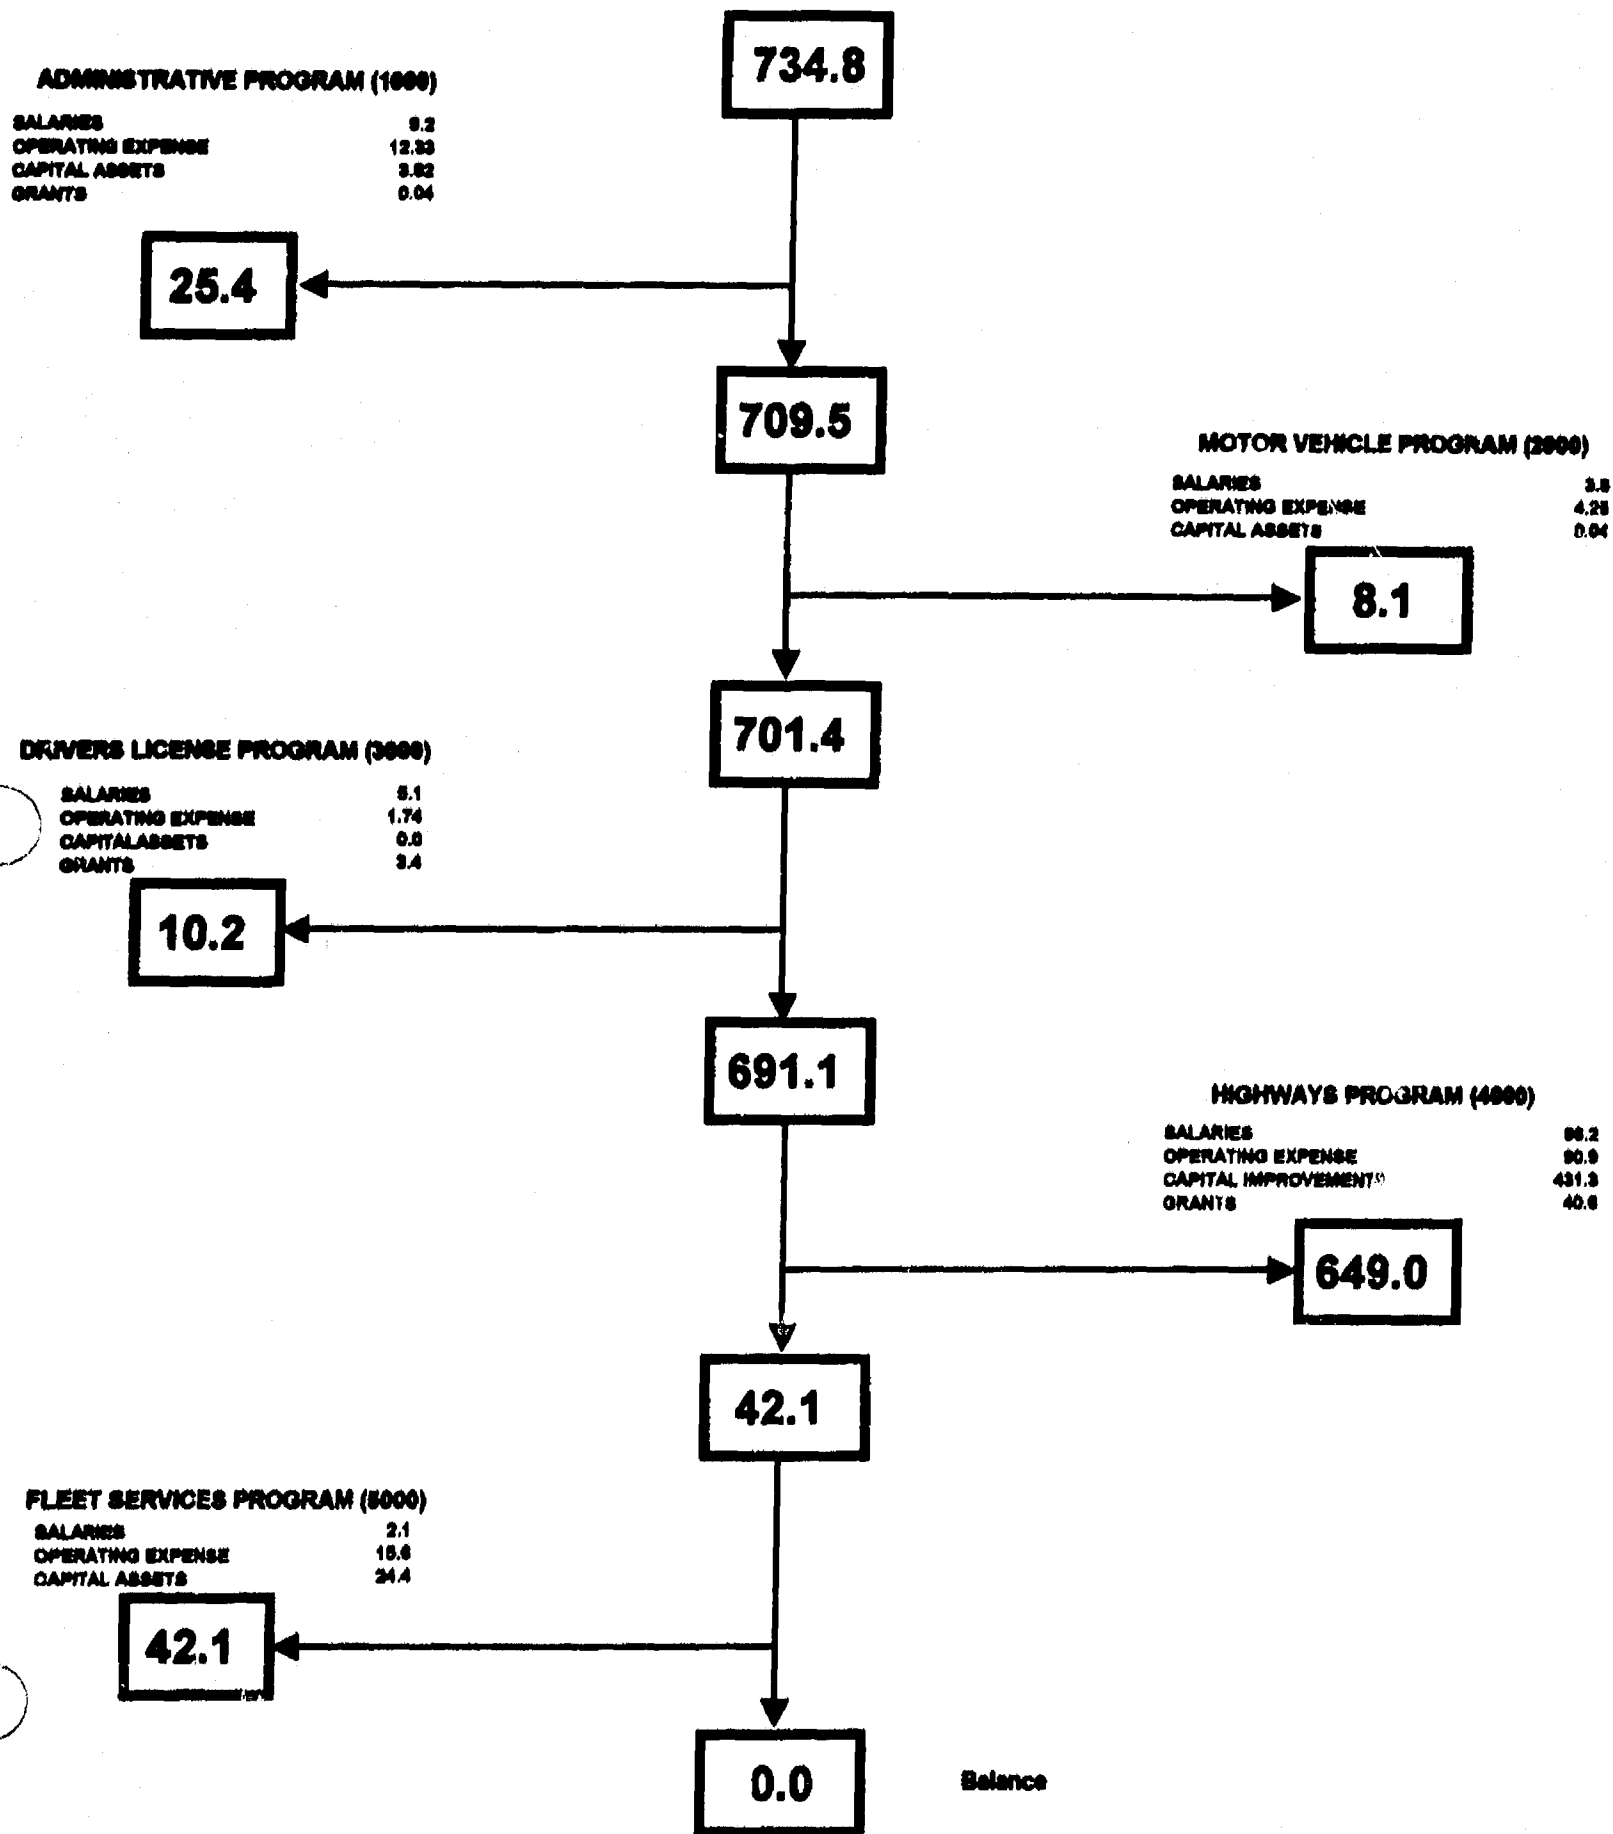 734.8
ADMINISTRATIVE PROGRAM (1000)
SALARIES 9.2
OPERATING EXPENSE 12.33
CAPITAL ASSETS 3.82
GRANTS 0.04
25.4
709.5
MOTOR VEHICLE PROGRAM (2000)
SALARIES 3.8
OPERATING EXPENSE 4.25
CAPITAL ASSETS 0.04
8.1
701.4
DRIVERS LICENSE PROGRAM (3000)
SALARIES 5.1
OPERATING EXPENSE 1.74
CAPITALASSETS 0.0
GRANTS 3.4
10.2
691.1
HIGHWAYS PROGRAM (4000)
SALARIES
OPERATING EXPENSE 90.9
CAPITAL IMPROVEMENTS 431.3
GRANTS 40.6
649.0
42.1
FLEET SERVICES PROGRAM (5000)
SALARIES 2.1
OPERATING EXPENSE 15.6
CAPITAL ASSETS 24.4
42.1
0.0 Balance